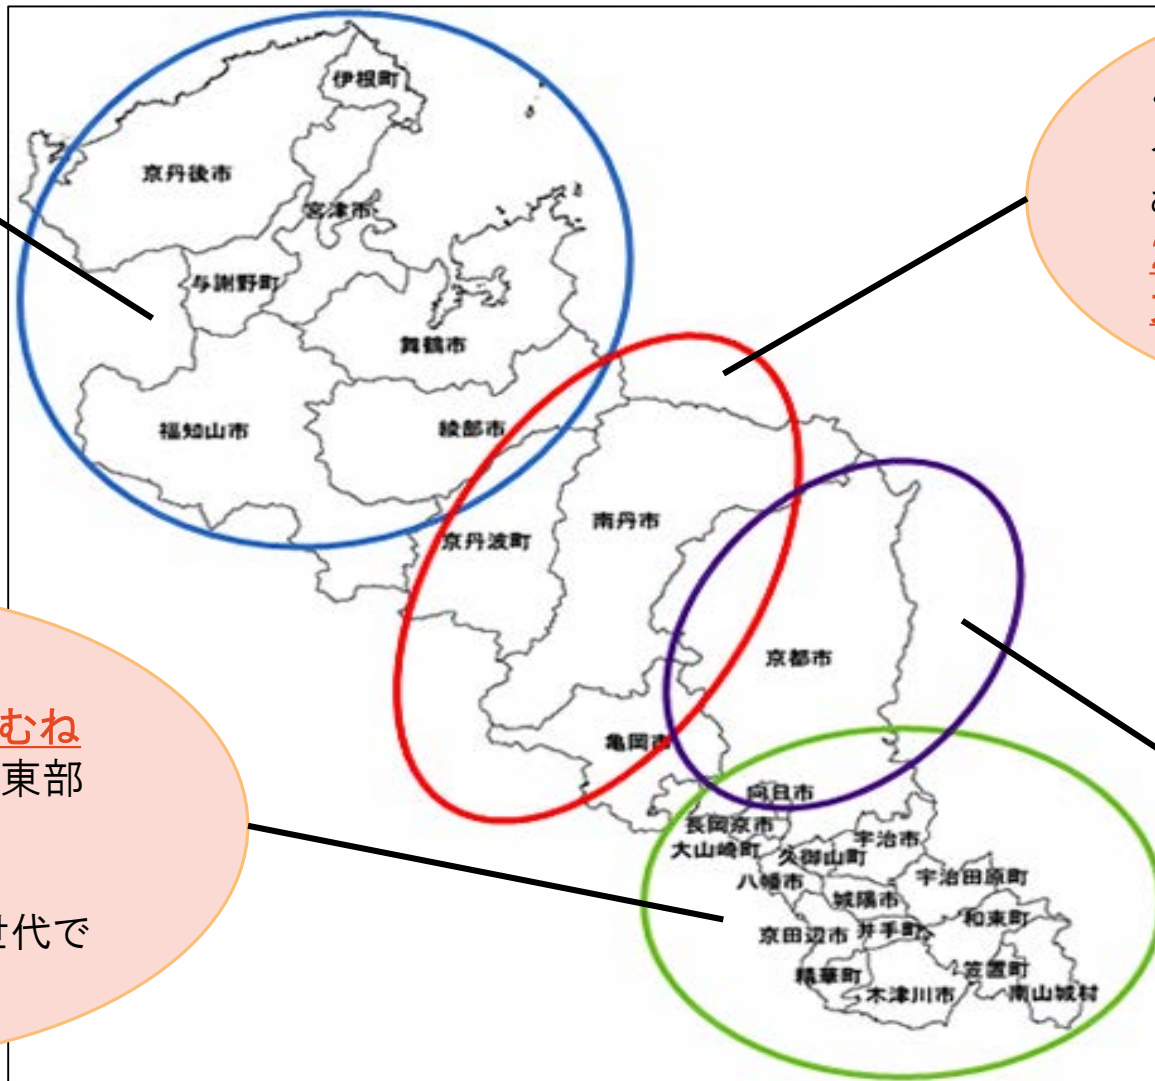 伊根町
京丹後市
宮津市
与謝野町
舞鶴市
福知山市
綾部市
京丹波町
南丹市
京都市
亀岡市
むね
東部
世代で
向日市
長岡京市
大山崎町
久御山町
宇治市
八幡市
宇治田原町
城陽市
和束町
京田辺市
井手町
精華町
笠置町
木津川市
南山城村